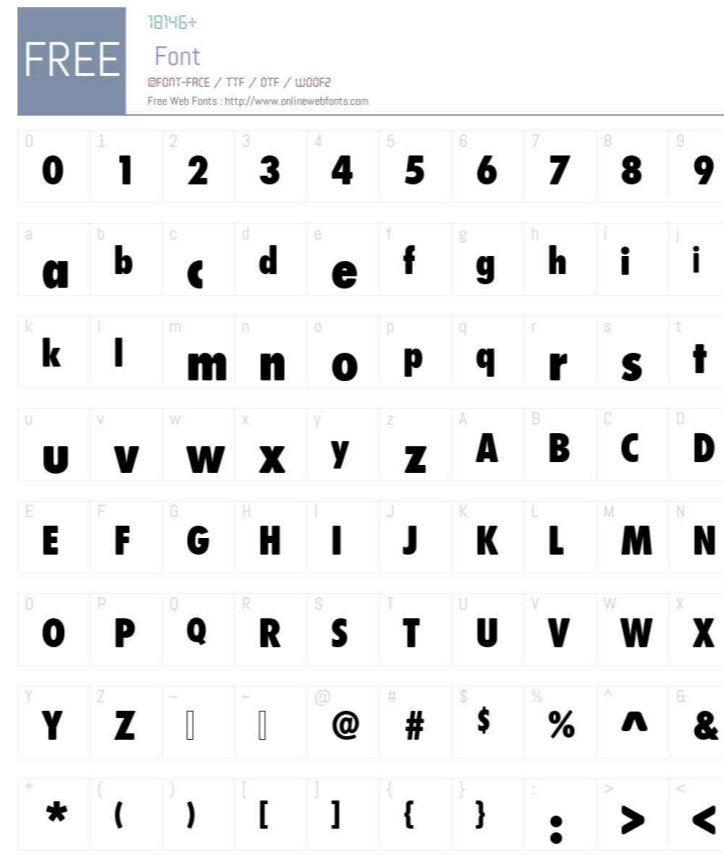 FREE
18146+
Font
@FONT-FACE / TTF / OTF / WOOF2
Free Web Fonts : http://www.onlinewebfonts.com
0 1 2 3 4 5 6 7 8 9
0 1 2 3 4 5 6 7 8 9
a b c d e f g h i j
a b c d e f g h i i
k l m n o p q r s t
k l m n o p q r s t
u v w x y z A B C D
u v w x y z A B C D
E F G H I J K L M N
E F G H I J K L M N
O P Q R S T U V W X
O P Q R S T U V W X
Y Z ~ ~ @ # $ % ^ &
Y Z @ # $ % ^ &
* ( ) [ ] { } : > <
* ( ) [ ] { } : > <